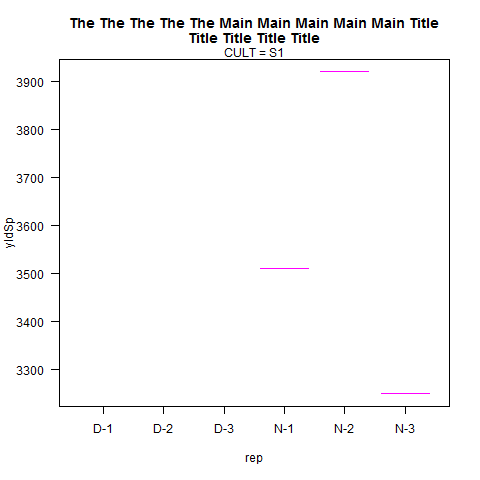 The The The The The Main Main Main Main Main Title
Title Title Title Title
CULT = S1
yldSp
3900
3800
3700
3600
3500
3400
3300
D-1 D-2 D-3 N-1 N-2 N-3
rep